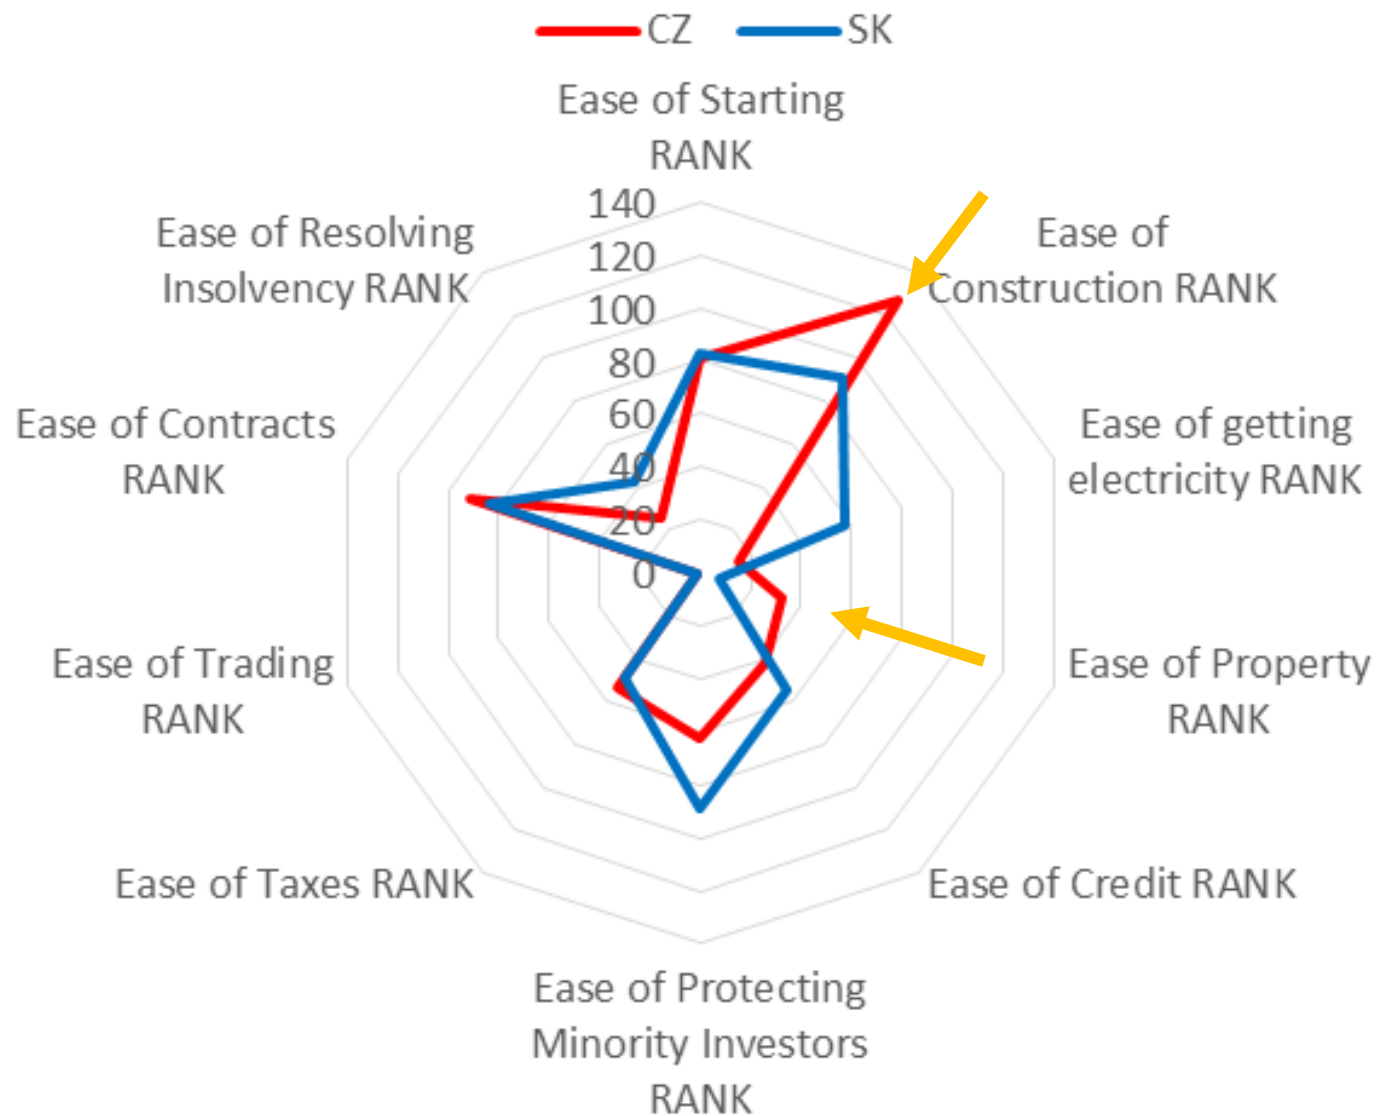 CZ SK
Ease of Starting
RANK
Ease of
Construction RANK
Ease of getting
electricity RANK
Ease of Property
RANK
Ease of Credit RANK
Ease of Protecting
Minority Investors
RANK
Ease of Taxes RANK
Ease of Trading
RANK
Ease of Contracts
RANK
Ease of Resolving
Insolvency RANK
140
120
100
80
60
40
20
0